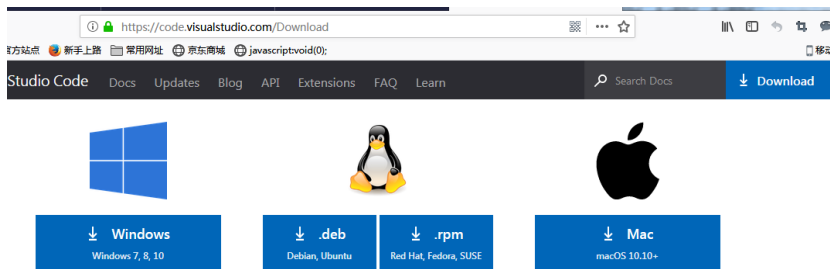 https://code.visualstudio.com/Download
官方站点 新手上路 常用网址 京东商城 javascript:void(0);
Studio Code Docs Updates Blog API Extensions FAQ Learn Search Docs Download
Windows .deb .rpm Mac
Windows 7, 8, 10 Debian, Ubuntu Red Hat, Fedora, SUSE macOS 10.10+